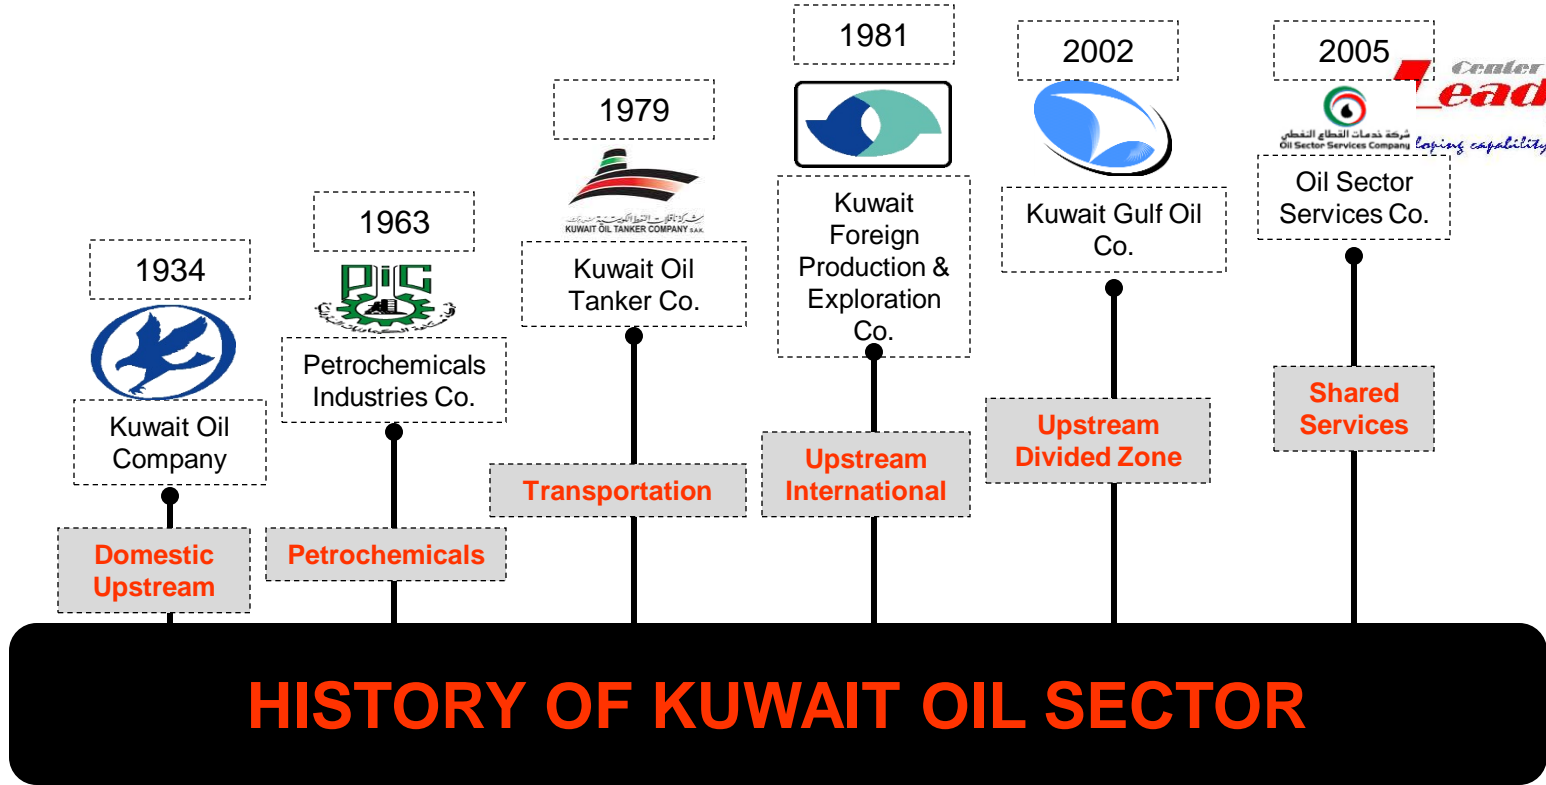 1934
Kuwait Oil
Company
Domestic
Upstream
1963
PIC
Petrochemicals
Industries Co.
Petrochemicals
1979
KUWAIT OIL TANKER COMPANY S.A.K.
Kuwait Oil
Tanker Co.
Transportation
1981
Kuwait
Foreign
Production &
Exploration
Co.
Upstream
International
2002
Kuwait Gulf Oil
Co.
Upstream
Divided Zone
2005
Center
Lead
loping capability
شركة خدمات القطاع النفطي
Oil Sector Services Company
Oil Sector
Services Co.
Shared
Services
HISTORY OF KUWAIT OIL SECTOR